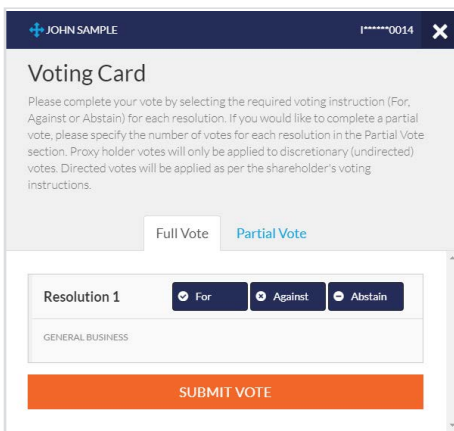 JOHN SAMPLE I******0014
Voting Card
Please complete your vote by selecting the required voting instruction (For,
Against or Abstain) for each resolution. If you would like to complete a partial
vote, please specify the number of votes for each resolution in the Partial Vote
section. Proxy holder votes will only be applied to discretionary (undirected)
votes. Directed votes will be applied as per the shareholder's voting
instructions.
Full Vote Partial Vote
Resolution 1 For Against Abstain
GENERAL BUSINESS
SUBMIT VOTE